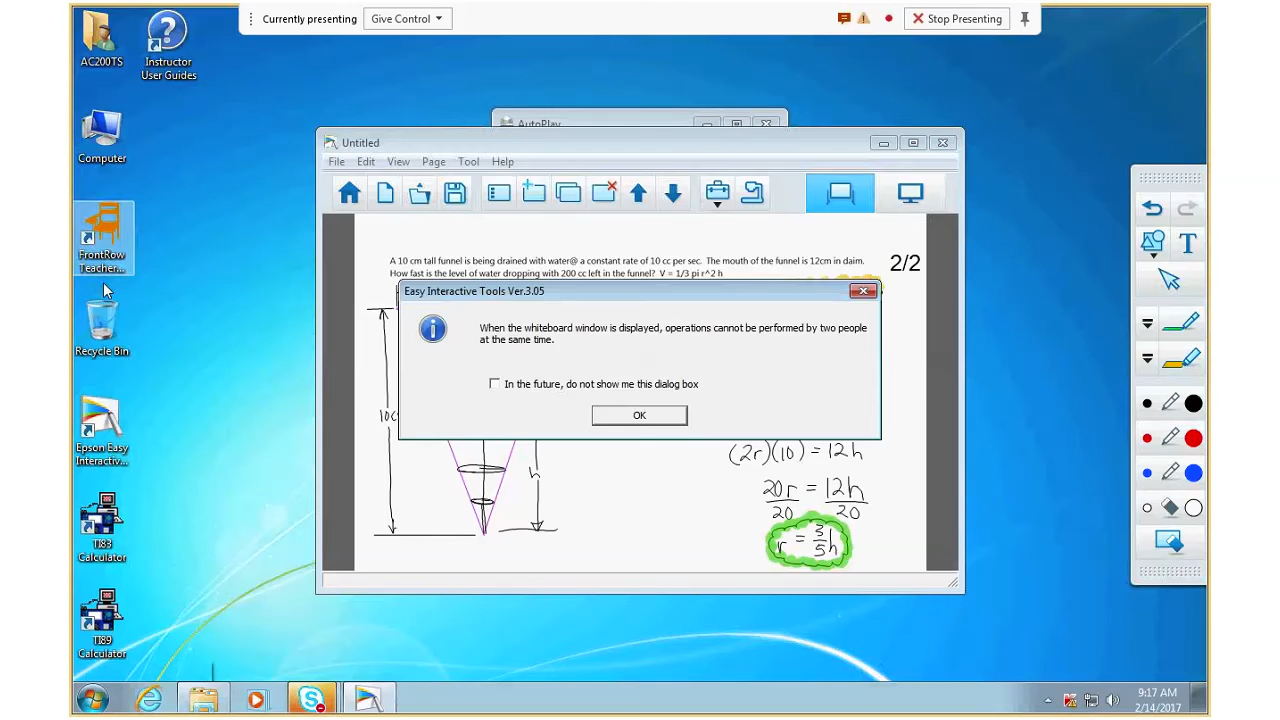 Currently presenting
Give Control
Stop Presenting
AC200TS
Instructor
User Guides
Computer
FrontRow
Teacher...
Recycle Bin
Epson Easy
Interactiv...
TI83
Calculator
TI89
Calculator
AutoPlay
Untitled
File Edit View Page Tool Help
A 10 cm tall funnel is being drained with water@ a constant rate of 10 cc per sec. The mouth of the funnel is 12cm in daim.
How fast is the level of water dropping with 200 cc left in the funnel? V = 1/3 pi r^2 h
2/2
Easy Interactive Tools Ver.3.05
When the whiteboard window is displayed, operations cannot be performed by two people
at the same time.
In the future, do not show me this dialog box
OK
h
(2r)(10) = 12h
20r = 12h
20 20
r = 3/5 h
T
9:17 AM
2/14/2017